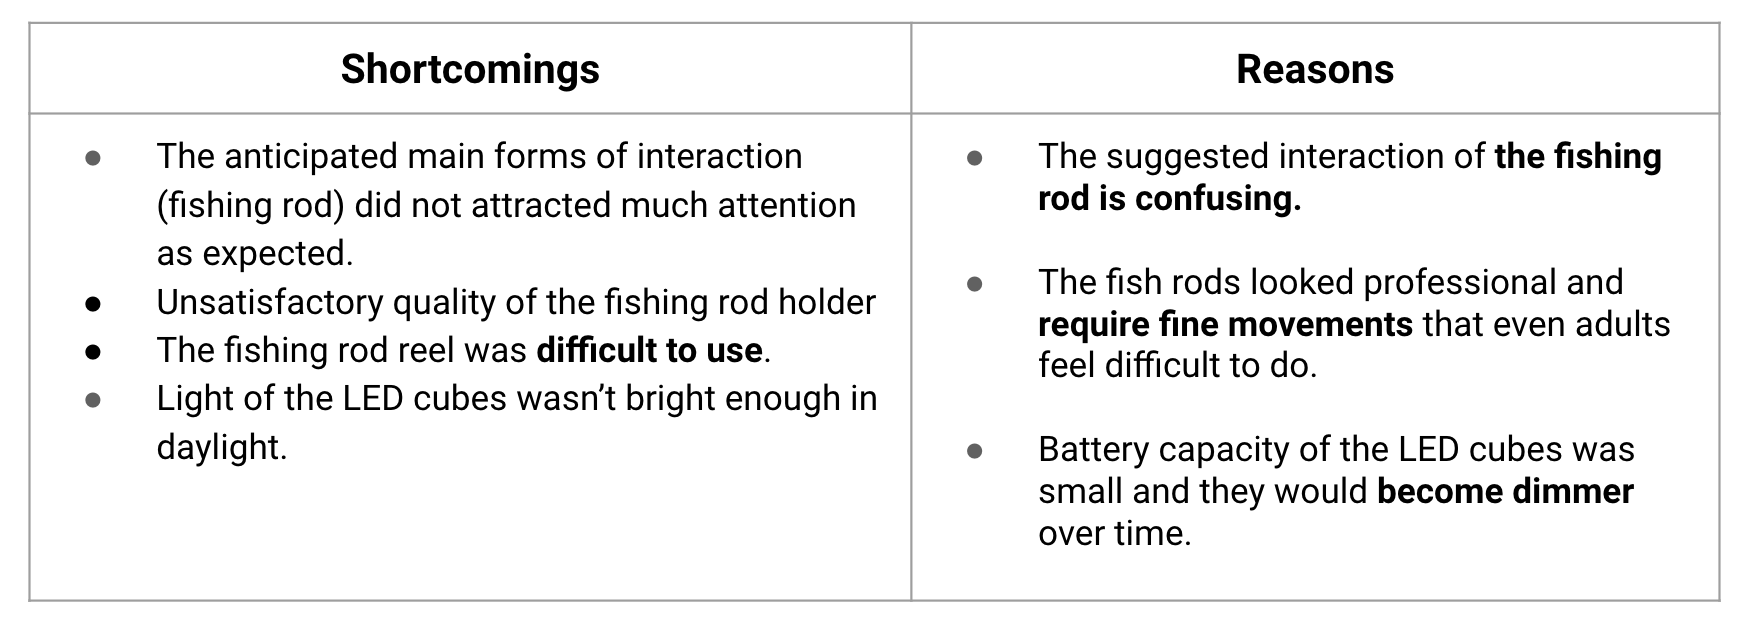 Shortcomings
Reasons
● The anticipated main forms of interaction
(fishing rod) did not attracted much attention
as expected.
● Unsatisfactory quality of the fishing rod holder
● The fishing rod reel was difficult to use.
● Light of the LED cubes wasn’t bright enough in
daylight.
● The suggested interaction of the fishing
rod is confusing.
● The fish rods looked professional and
require fine movements that even adults
feel difficult to do.
● Battery capacity of the LED cubes was
small and they would become dimmer
over time.